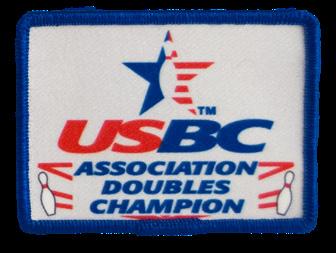 ™
USBC
ASSOCIATION
DOUBLES
CHAMPION